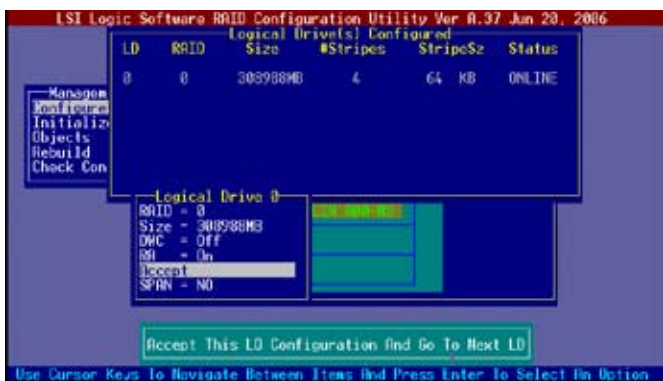 LSI Logic Software RAID Configuration Utility Ver A.37 Jun 20, 2006
Logical Drive(s) Configured
LD RAID Size #Stripes StripeSz Status
0 0 308988MB 4 64 KB ONLINE
Managem
Configure
Initializ
Objects
Rebuild
Check Con
Logical Drive 0
RAID = 0
Size = 308988MB
DWC = Off
RA = On
Accept
SPAN = NO
Accept This LD Configuration And Go To Next LD
Use Cursor Keys To Navigate Between Items And Press Enter To Select An Option